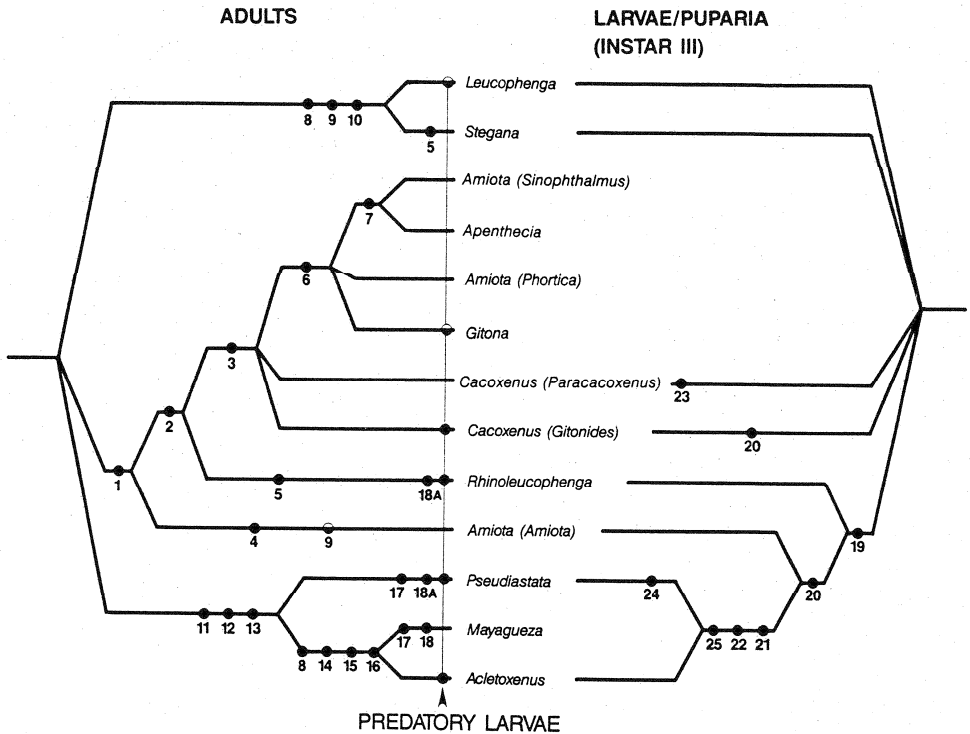 ADULTS
LARVAE/PUPARIA
(INSTAR III)
Leucophenga
8 9 10
Stegana
5
Amiota (Sinophthalmus)
7
Apenthecia
6
Amiota (Phortica)
Gitona
3
Cacoxenus (Paracacoxenus)
23
2
Cacoxenus (Gitonides)
20
1
5
18A
Rhinoleucophenga
4
9
Amiota (Amiota)
19
Pseudiastata
17 18A
24
20
11 12 13
Mayagueza
17 18
25 22 21
8 14 15 16
Acletoxenus
PREDATORY LARVAE